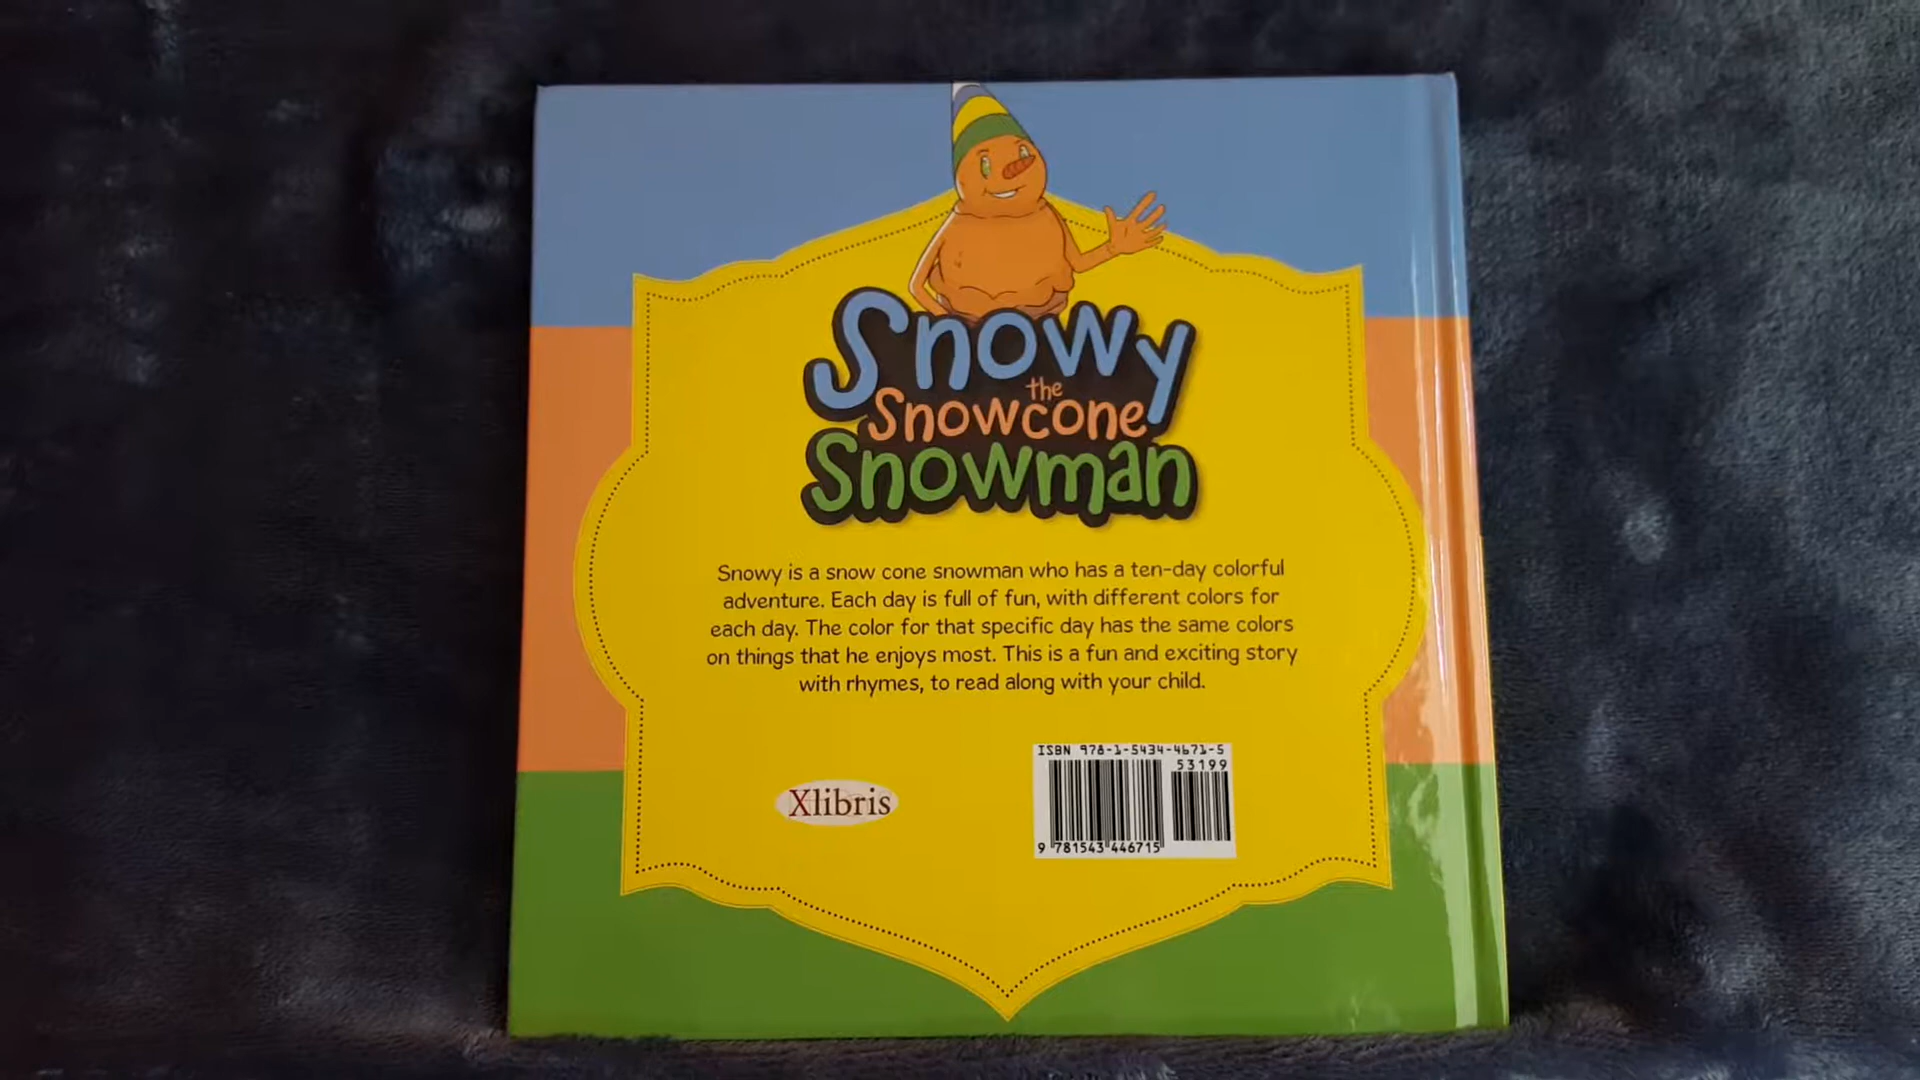 Snowy
the
Snowcone
Snowman
Snowy is a snow cone snowman who has a ten-day colorful
adventure. Each day is full of fun, with different colors for
each day. The color for that specific day has the same colors
on things that he enjoys most. This is a fun and exciting story
with rhymes, to read along with your child.
Xlibris
ISBN 978-1-5434-4671-5
53199
9 781543 446715